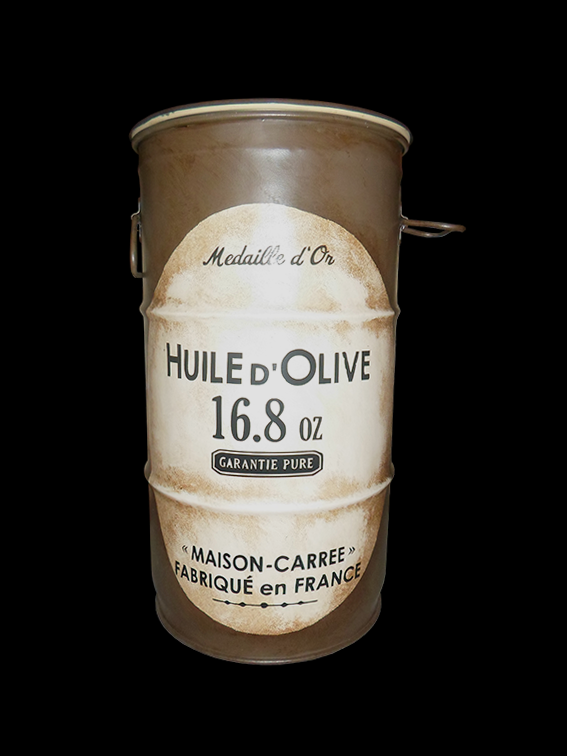 Medaille d'Or
HUILE D'OLIVE
16.8 OZ
GARANTIE PURE
« MAISON-CARREE »
FABRIQUÉ en FRANCE